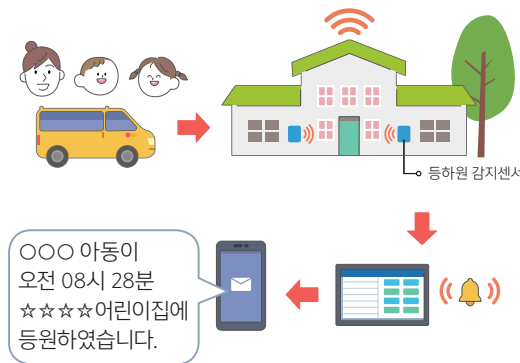 등하원 감지센서
○○○ 아동이
오전 08시 28분
☆☆☆☆어린이집에
등원하였습니다.